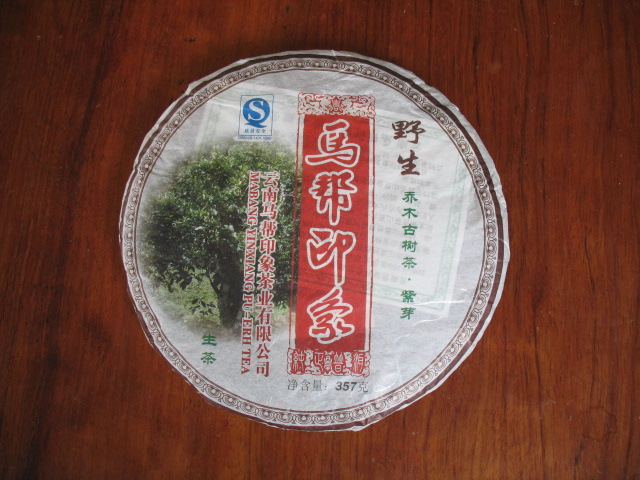 野生
乔木古树茶·紫芽
马帮印象
云南马帮印象茶业有限公司
MABANG YINXIANG PU-ERH TEA
生茶
净含量：357克